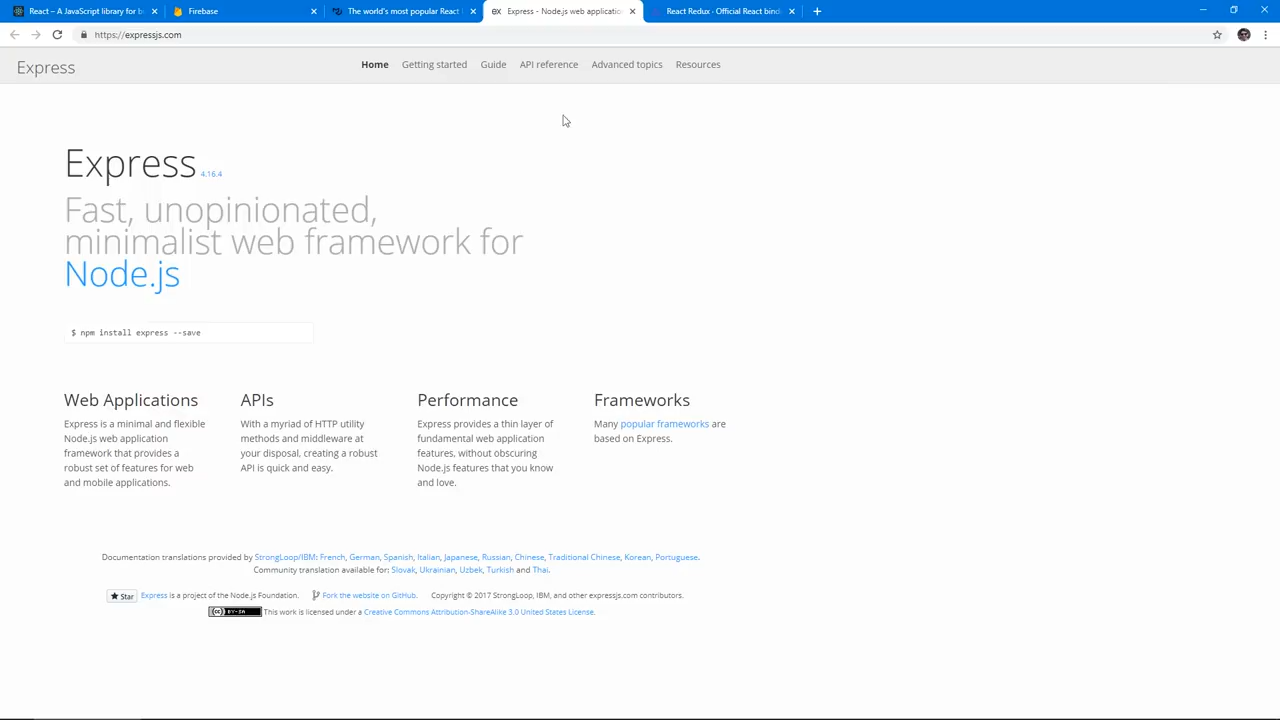 React – A JavaScript library for b
Firebase
The world's most popular React
Express - Node.js web applicatio
React Redux · Official React bind
https://expressjs.com
Express
Home
Getting started
Guide
API reference
Advanced topics
Resources
Express 4.16.4
Fast, unopinionated,
minimalist web framework for
Node.js
$ npm install express --save
Web Applications
Express is a minimal and flexible
Node.js web application
framework that provides a
robust set of features for web
and mobile applications.
APIs
With a myriad of HTTP utility
methods and middleware at
your disposal, creating a robust
API is quick and easy.
Performance
Express provides a thin layer of
fundamental web application
features, without obscuring
Node.js features that you know
and love.
Frameworks
Many popular frameworks are
based on Express.
Documentation translations provided by StrongLoop/IBM: French, German, Spanish, Italian, Japanese, Russian, Chinese, Traditional Chinese, Korean, Portuguese.
Community translation available for: Slovak, Ukrainian, Uzbek, Turkish and Thai.
Star
Express is a project of the Node.js Foundation.
Fork the website on GitHub.
Copyright © 2017 StrongLoop, IBM, and other expressjs.com contributors.
(cc) BY-SA This work is licensed under a Creative Commons Attribution-ShareAlike 3.0 United States License.